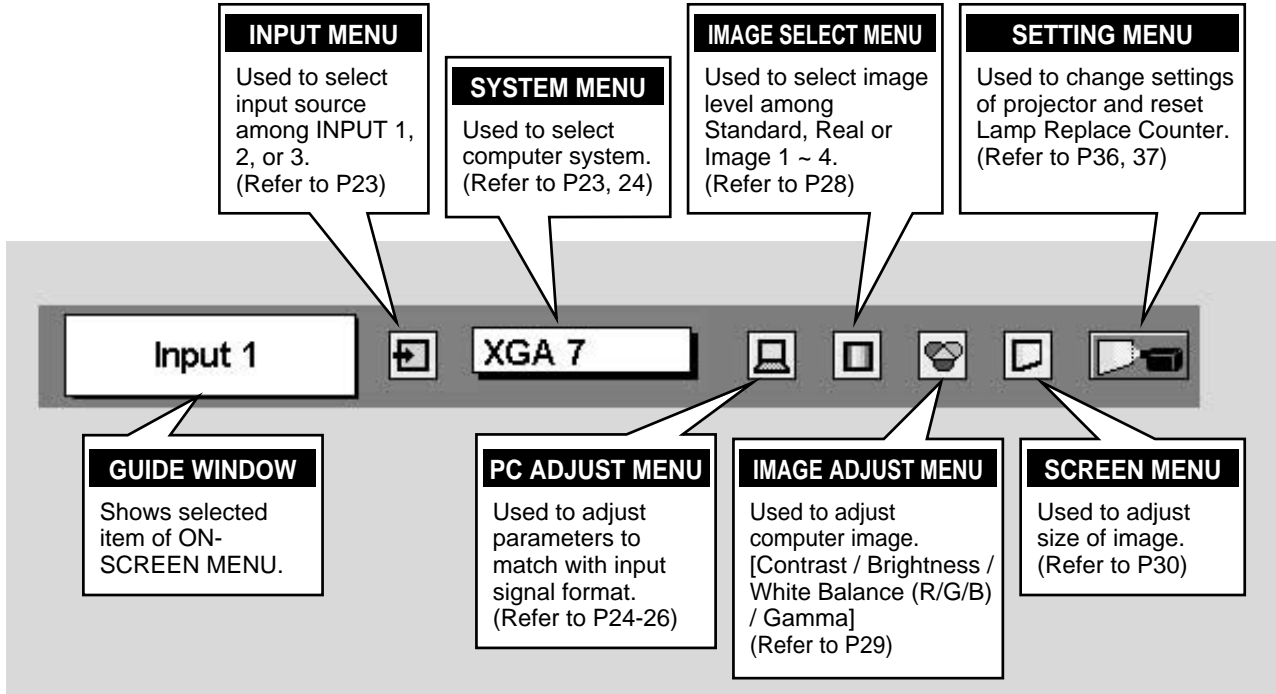 INPUT MENU
Used to select
input source
among INPUT 1,
2, or 3.
(Refer to P23)
SYSTEM MENU
Used to select
computer system.
(Refer to P23, 24)
IMAGE SELECT MENU
Used to select image
level among
Standard, Real or
Image 1 ~ 4.
(Refer to P28)
SETTING MENU
Used to change settings
of projector and reset
Lamp Replace Counter.
(Refer to P36, 37)
Input 1
XGA 7
GUIDE WINDOW
Shows selected
item of ON-
SCREEN MENU.
PC ADJUST MENU
Used to adjust
parameters to
match with input
signal format.
(Refer to P24-26)
IMAGE ADJUST MENU
Used to adjust
computer image.
[Contrast / Brightness /
White Balance (R/G/B)
/ Gamma]
(Refer to P29)
SCREEN MENU
Used to adjust
size of image.
(Refer to P30)